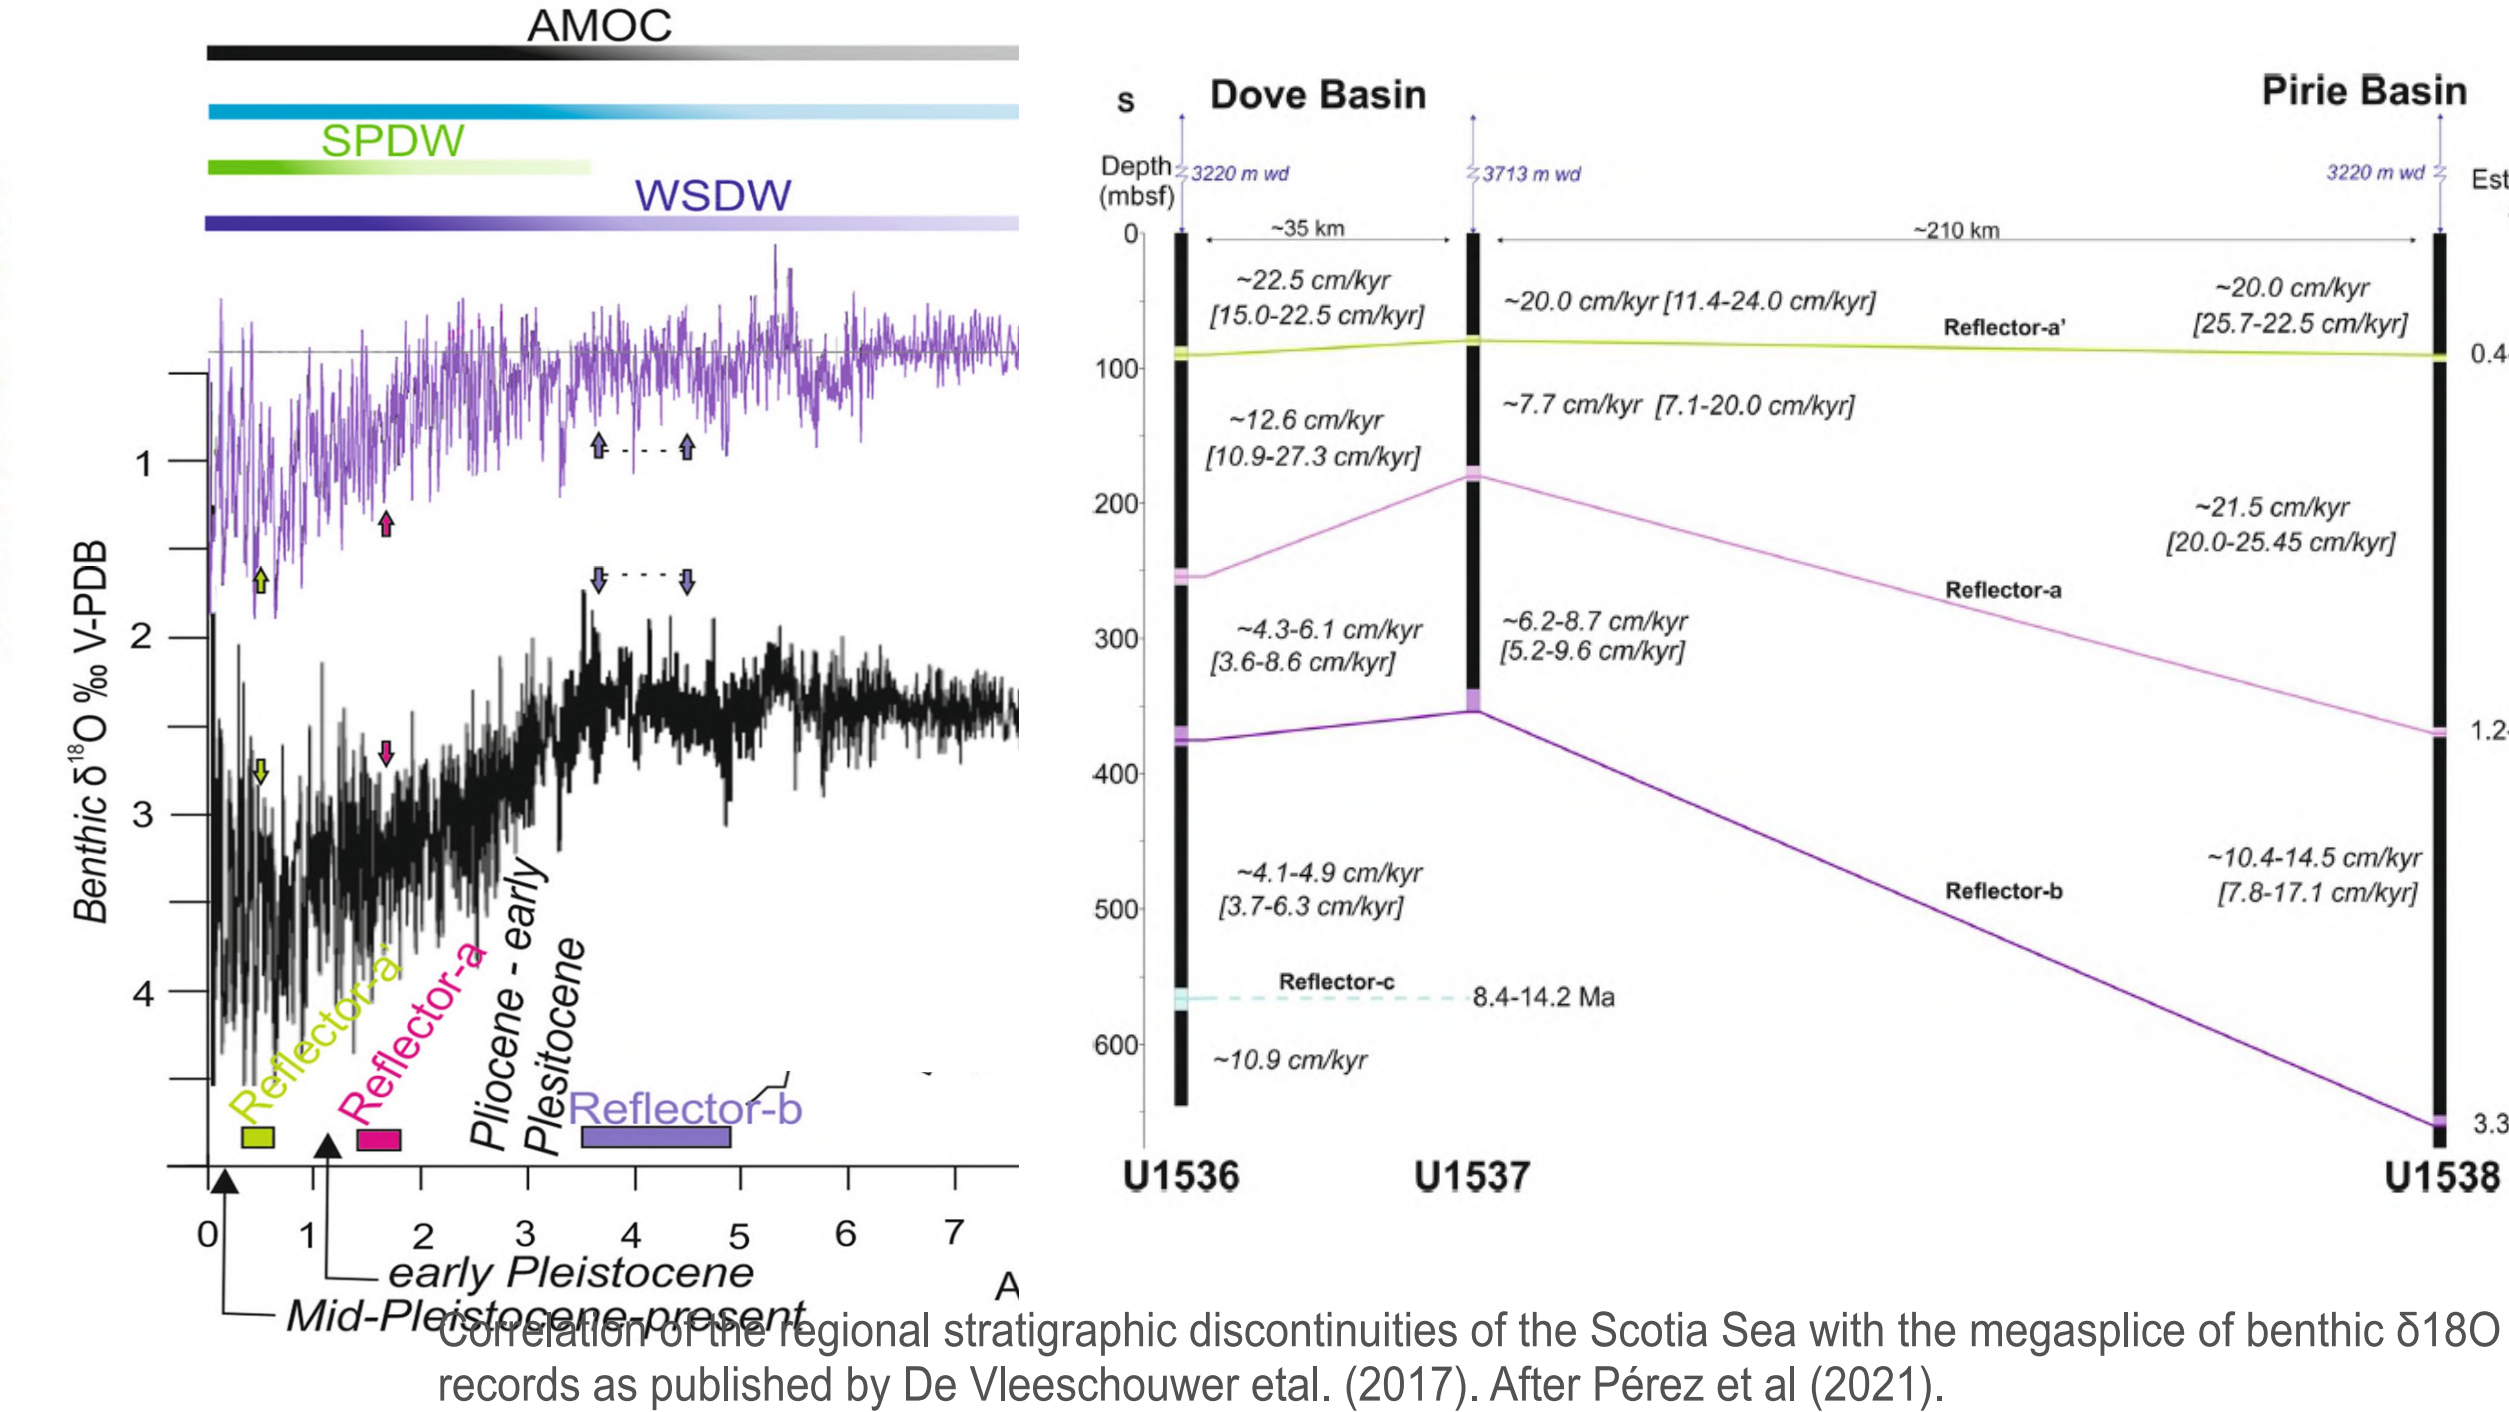 AMOC
SPDW
WSDW
Benthic δ18O ‰ V-PDB
1
2
3
4
Reflector-a'
Reflector-a
Pliocene - early
Plesitocene
Reflector-b
0 1 2 3 4 5 6 7
early Pleistocene
Mid-Pleistocene-present
A
S Dove Basin
Pirie Basin
Depth
(mbsf)
3220 m wd
3713 m wd
3220 m wd
Est
~35 km
~210 km
0
100
200
300
400
500
600
~22.5 cm/kyr
[15.0-22.5 cm/kyr]
~20.0 cm/kyr [11.4-24.0 cm/kyr]
~20.0 cm/kyr
[25.7-22.5 cm/kyr]
Reflector-a'
0.4
~12.6 cm/kyr
[10.9-27.3 cm/kyr]
~7.7 cm/kyr [7.1-20.0 cm/kyr]
~21.5 cm/kyr
[20.0-25.45 cm/kyr]
Reflector-a
1.2
~4.3-6.1 cm/kyr
[3.6-8.6 cm/kyr]
~6.2-8.7 cm/kyr
[5.2-9.6 cm/kyr]
~10.4-14.5 cm/kyr
[7.8-17.1 cm/kyr]
Reflector-b
3.3
~4.1-4.9 cm/kyr
[3.7-6.3 cm/kyr]
Reflector-c
8.4-14.2 Ma
~10.9 cm/kyr
U1536
U1537
U1538
Correlation of the regional stratigraphic discontinuities of the Scotia Sea with the megasplice of benthic δ18O
records as published by De Vleeschouwer etal. (2017). After Pérez et al (2021).